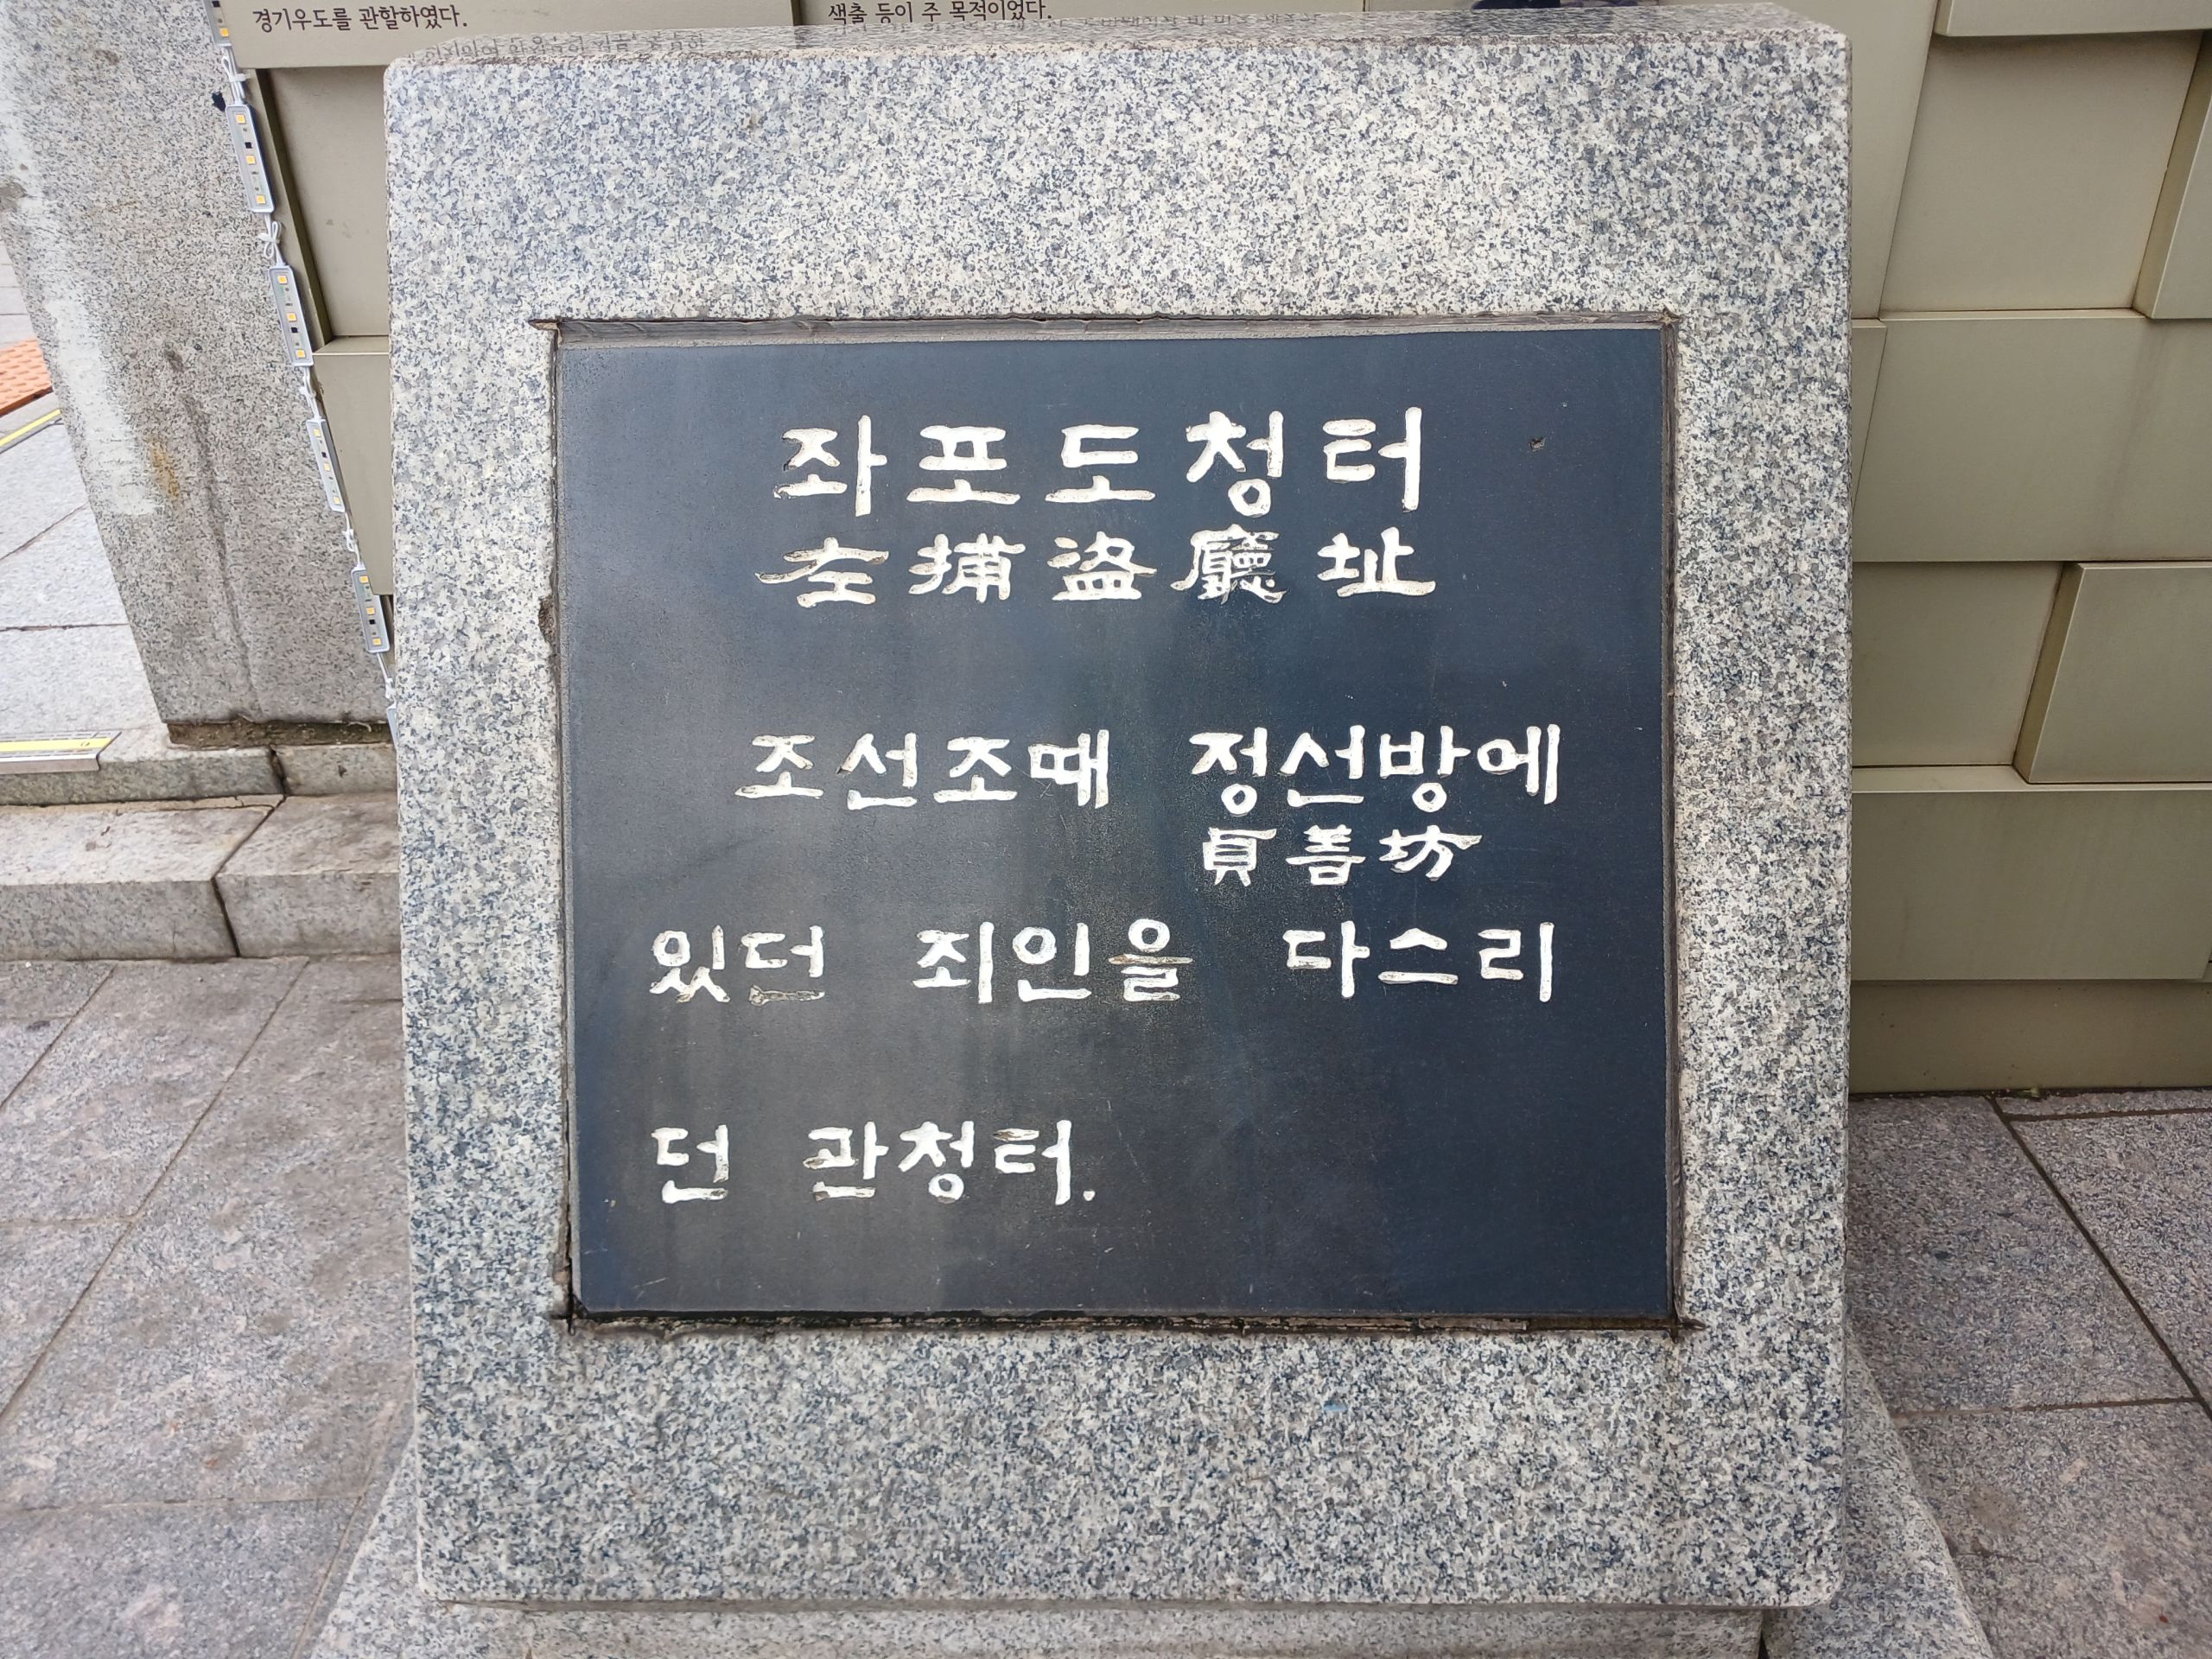 경기우도를 관할하였다.
색출 등이 주 목적이었다.
좌포도청터
左捕盜廳址
조선조때 정선방에
貞善坊
있던 죄인을 다스리
던 관청터.